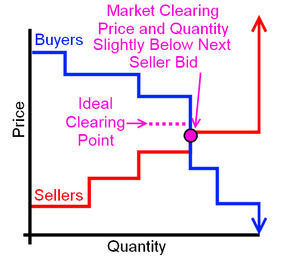 Market Clearing
Price and Quantity
Slightly Below Next
Seller Bid
Buyers
Ideal
Clearing
Point
Price
Sellers
Quantity